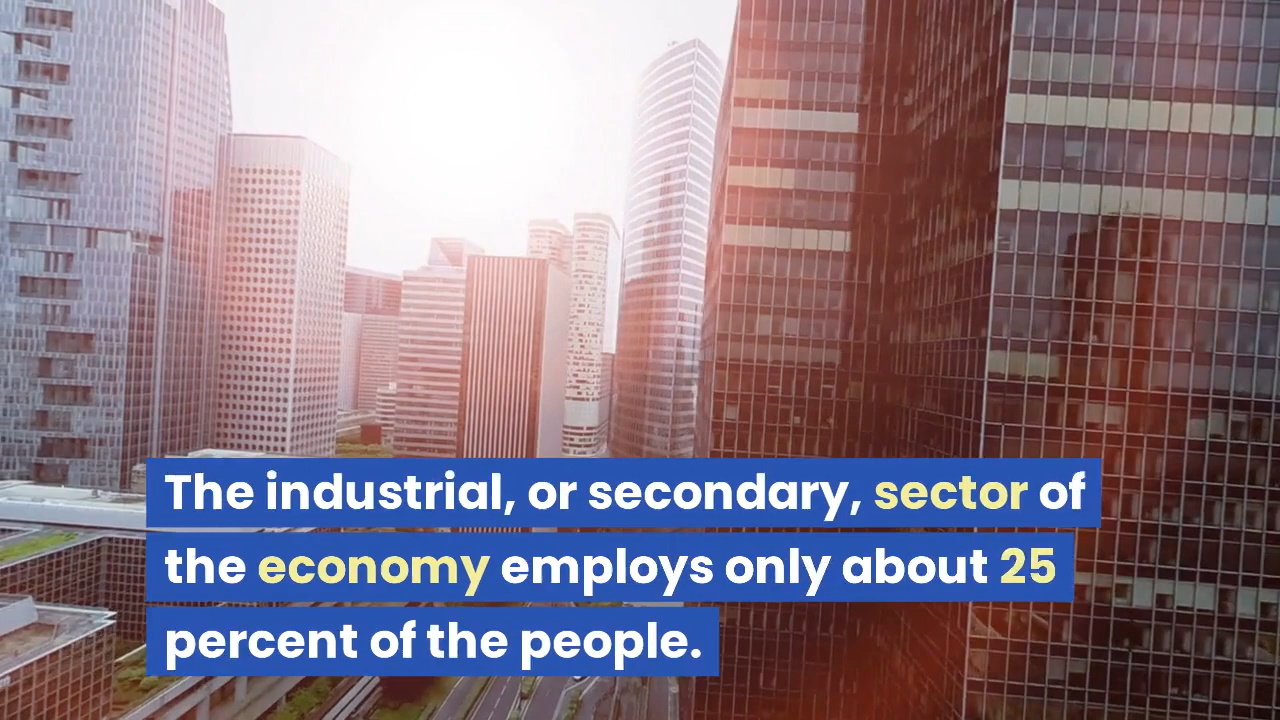 The industrial, or secondary, sector of
the economy employs only about 25
percent of the people.